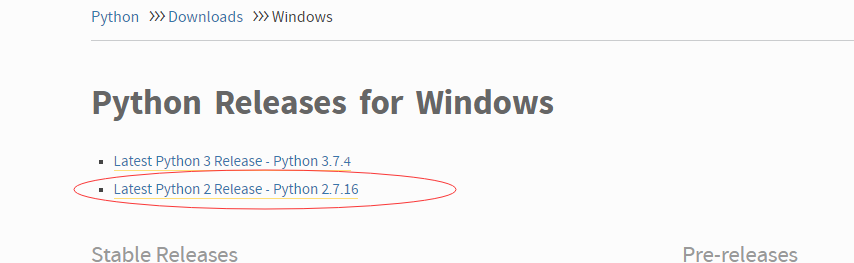 Python >>> Downloads >>> Windows
Python Releases for Windows
Latest Python 3 Release - Python 3.7.4
Latest Python 2 Release - Python 2.7.16
Stable Releases
Pre-releases